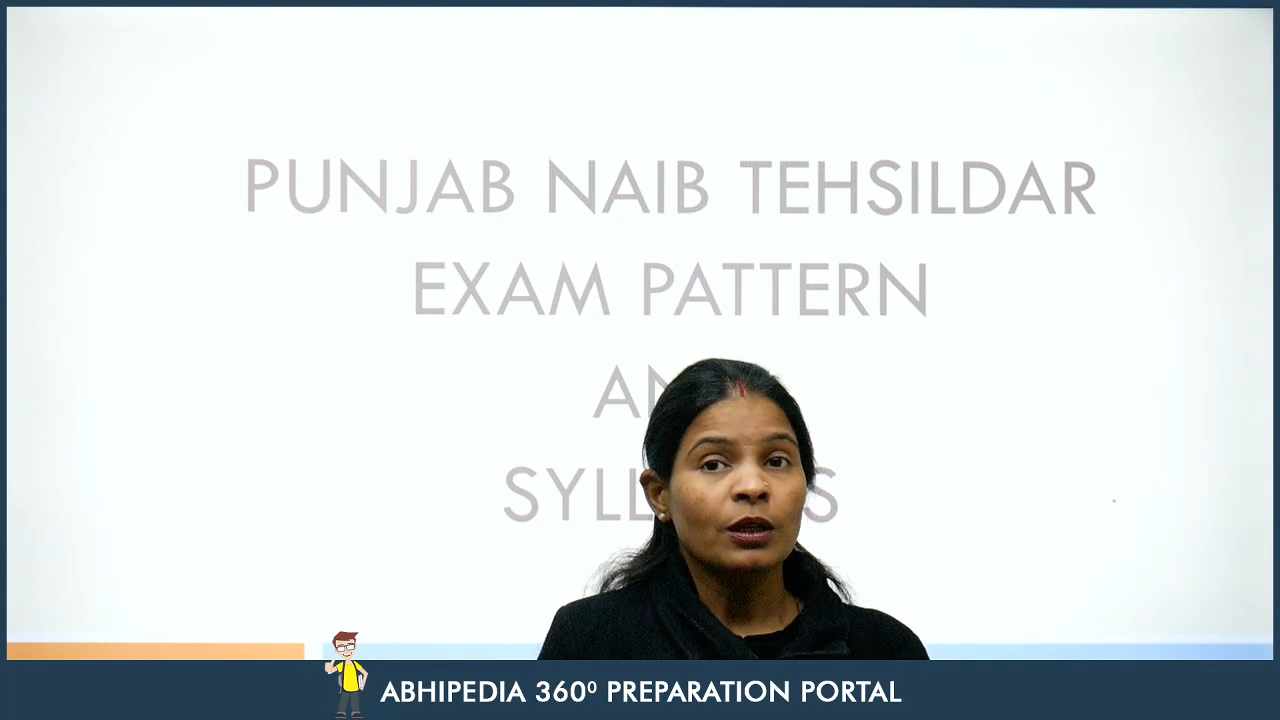 PUNJAB NAIB TEHSILDAR
EXAM PATTERN
ABHIPEDIA 360⁰ PREPARATION PORTAL